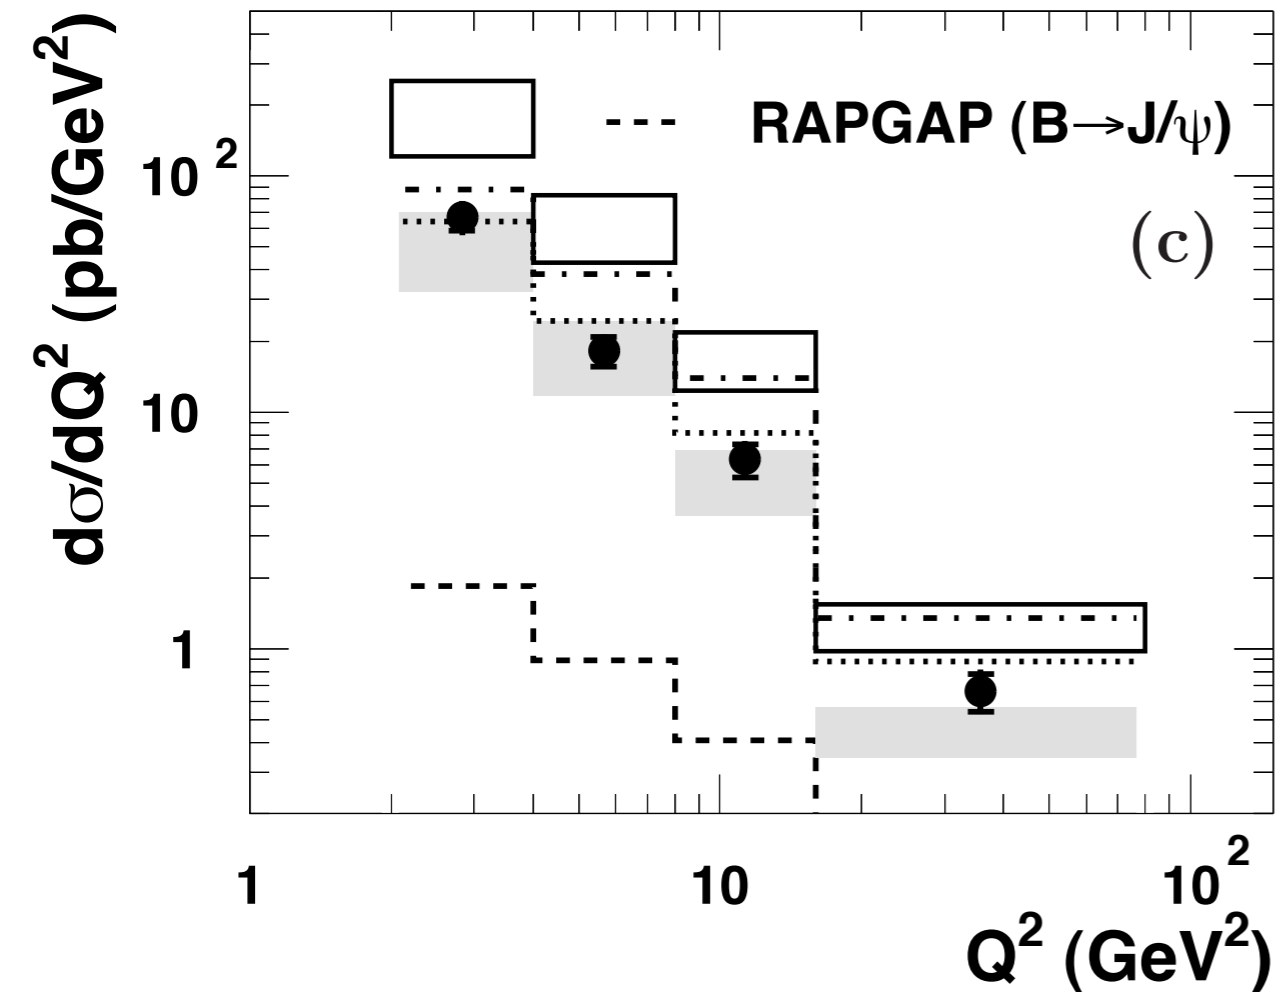 dσ/dQ² (pb/GeV²)
RAPGAP (B→J/ψ)
10²
(c)
10
1
1 10 10²
Q² (GeV²)